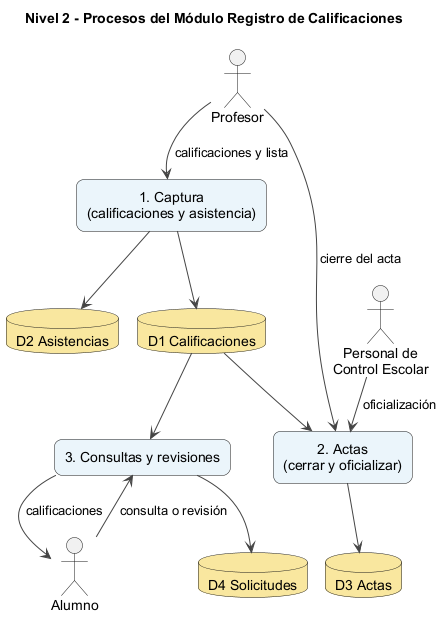 Nivel 2 - Procesos del Módulo Registro de Calificaciones
Profesor
calificaciones y lista
1. Captura
(calificaciones y asistencia)
cierre del acta
D2 Asistencias
D1 Calificaciones
Personal de
Control Escolar
oficialización
3. Consultas y revisiones
2. Actas
(cerrar y oficializar)
calificaciones
consulta o revisión
Alumno
D4 Solicitudes
D3 Actas